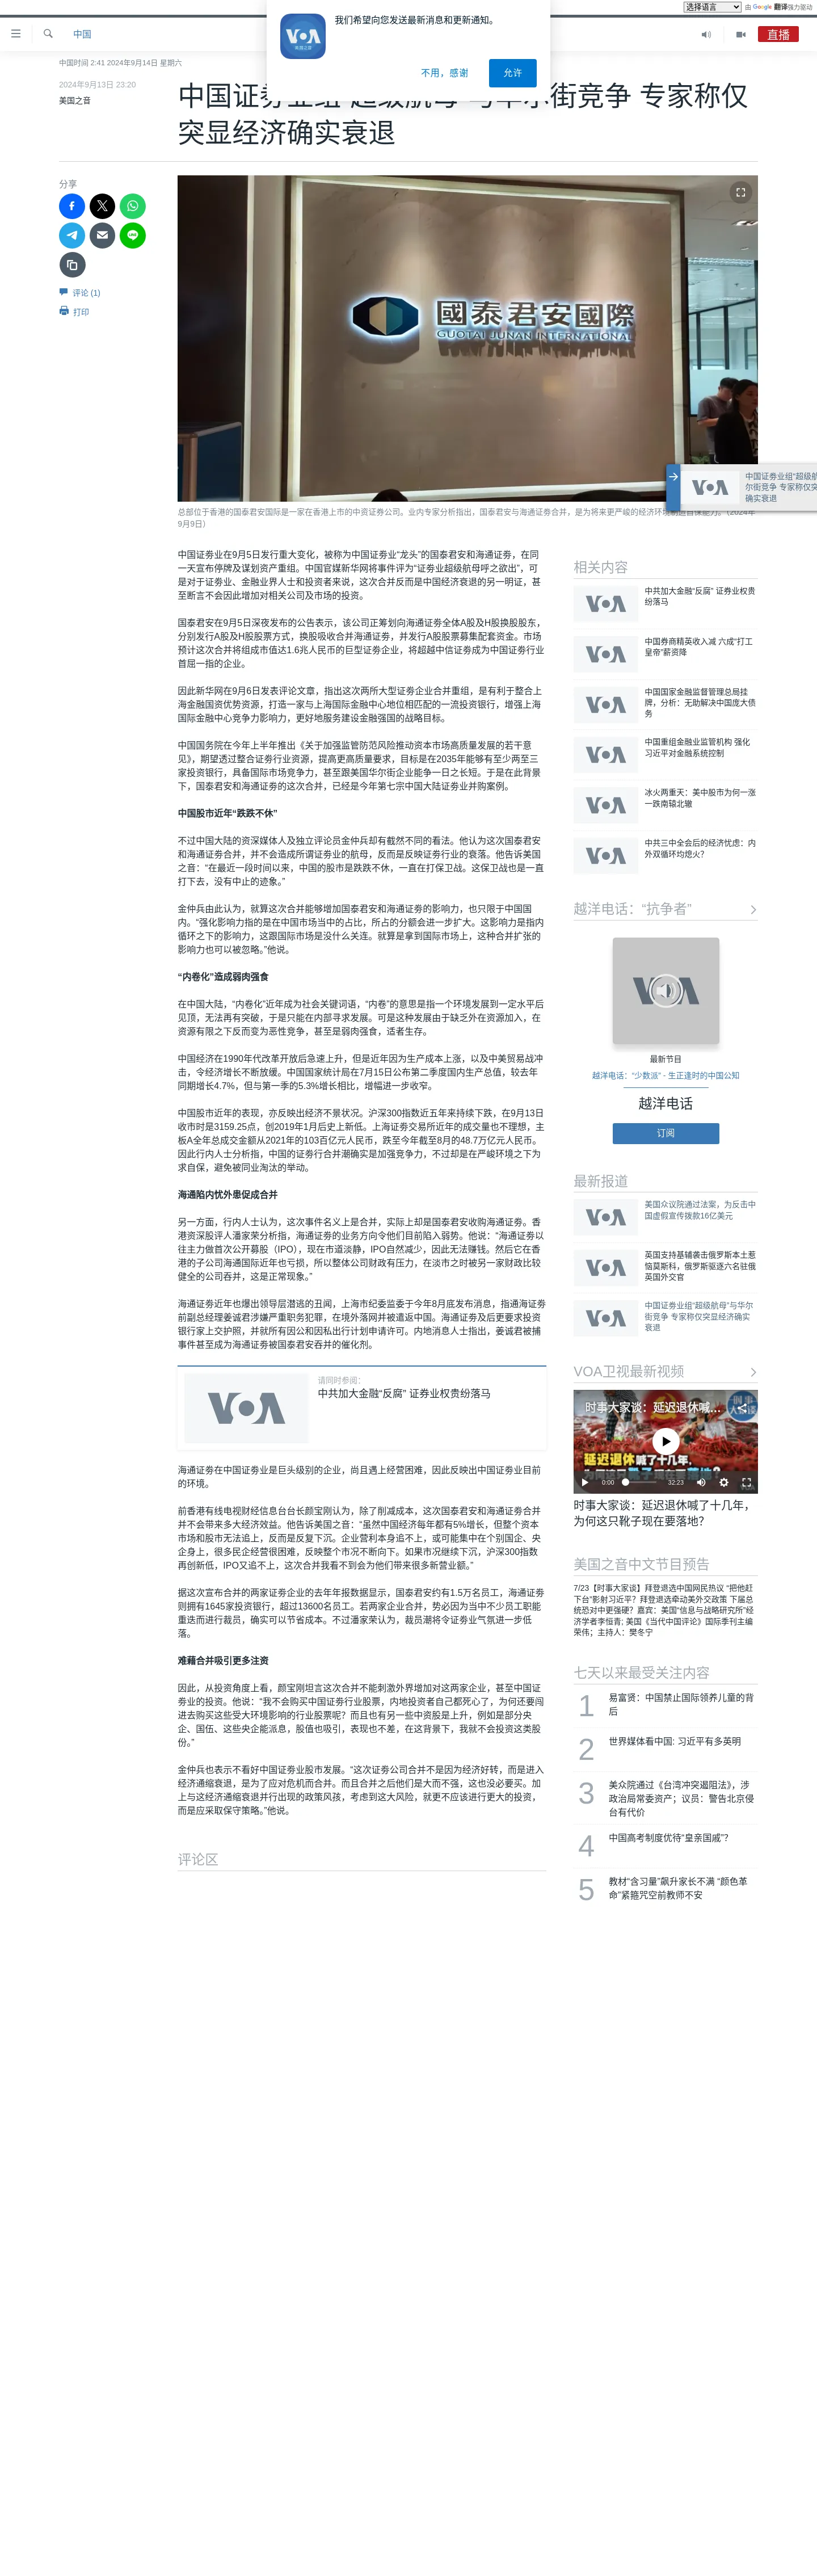 选择语言
由 Google 翻译强力驱动
我们希望向您发送最新消息和更新通知。
不用，感谢
允许
VOA
美国之音
中国
直播
中国时间 2:41 2024年9月14日 星期六
2024年9月13日 23:20
美国之音
中国证券业组“超级航母”与华尔街竞争 专家称仅
突显经济确实衰退
分享
评论 (1)
打印
國泰君安國際
GUOTAI JUNAN INTERNATIONAL
总部位于香港的国泰君安国际是一家在香港上市的中资证券公司。业内专家分析指出，国泰君安与海通证券合并，是为将来更严峻的经济环境制造自保能力。（2024年
9月9日）
中国证劵业组“超级航
尔街竞争 专家称仅突
确实衰退
中国证劵业在9月5日发行重大变化，被称为中国证劵业“龙头”的国泰君安和海通证劵，在同
一天宣布停牌及谋划资产重组。中国官媒新华网将事件评为“证劵业超级航母呼之欲出”，可
是对于证劵业、金融业界人士和投资者来说，这次合并反而是中国经济衰退的另一明证，甚
至断言不会因此增加对相关公司及市场的投资。
国泰君安在9月5日深夜发布的公告表示，该公司正筹划向海通证劵全体A股及H股换股股东，
分别发行A股及H股股票方式，换股吸收合并海通证劵，并发行A股股票募集配套资金。市场
预计这次合并将组成市值达1.6兆人民币的巨型证劵企业，将超越中信证劵成为中国证劵行业
首屈一指的企业。
因此新华网在9月6日发表评论文章，指出这次两所大型证劵企业合并重组，是有利于整合上
海金融国资优势资源，打造一家与上海国际金融中心地位相匹配的一流投资银行，增强上海
国际金融中心竞争力影响力，更好地服务建设金融强国的战略目标。
中国国务院在今年上半年推出《关于加强监管防范风险推动资本市场高质量发展的若干意
见》，期望透过整合证劵行业资源，提高更高质量要求，目标是在2035年能够有至少两至三
家投资银行，具备国际市场竞争力，甚至跟美国华尔街企业能争一日之长短。于是在此背景
下，国泰君安和海通证劵的这次合并，已经是今年第七宗中国大陆证劵业并购案例。
中国股市近年“跌跌不休”
不过中国大陆的资深媒体人及独立评论员金仲兵却有截然不同的看法。他认为这次国泰君安
和海通证劵合并，并不会造成所谓证劵业的航母，反而是反映证劵行业的衰落。他告诉美国
之音：“在最近一段时间以来，中国的股市是跌跌不休，一直在打保卫战。这保卫战也是一直
打下去，没有中止的迹象。”
金仲兵由此认为，就算这次合并能够增加国泰君安和海通证劵的影响力，也只限于中国国
内。“强化影响力指的是在中国市场当中的占比，所占的分额会进一步扩大。这影响力是指内
循环之下的影响力，这跟国际市场是没什么关连。就算是拿到国际市场上，这种合并扩张的
影响力也可以被忽略。”他说。
“内卷化”造成弱肉强食
在中国大陆，“内卷化”近年成为社会关键词语，“内卷”的意思是指一个环境发展到一定水平后
见顶，无法再有突破，于是只能在内部寻求发展。可是这种发展由于缺乏外在资源加入，在
资源有限之下反而变为恶性竞争，甚至是弱肉强食，适者生存。
中国经济在1990年代改革开放后急速上升，但是近年因为生产成本上涨，以及中美贸易战冲
击，令经济增长不断放缓。中国国家统计局在7月15日公布第二季度国内生产总值，较去年
同期增长4.7%，但与第一季的5.3%增长相比，增幅进一步收窄。
中国股市近年的表现，亦反映出经济不景状况。沪深300指数近五年来持续下跌，在9月13日
收市时是3159.25点，创2019年1月后史上新低。上海证劵交易所近年的成交量也不理想，主
板A全年总成交金额从2021年的103百亿元人民币，跌至今年截至8月的48.7万亿元人民币。
因此行内人士分析指，中国的证劵行合并潮确实是加强竞争力，不过却是在严峻环境之下为
求自保，避免被同业淘汰的举动。
海通陷内忧外患促成合并
另一方面，行内人士认为，这次事件名义上是合并，实际上却是国泰君安收购海通证劵。香
港资深股评人潘家荣分析指，海通证劵的业务方向令他们目前陷入弱势。他说：“海通证劵以
往主力做首次公开募股（IPO），现在市道淡静，IPO自然减少，因此无法赚钱。然后它在香
港的子公司海通国际近年也亏损，所以整体公司财政有压力，在淡市之时被另一家财政比较
健全的公司吞并，这是正常现象。”
海通证劵近年也爆出领导层潜逃的丑闻，上海市纪委监委于今年8月底发布消息，指通海证劵
前副总经理姜诚君涉嫌严重职务犯罪，在境外落网并被遣返中国。海通证劵及后更要求投资
银行家上交护照，并就所有因公和因私出行计划申请许可。内地消息人士指出，姜诚君被捕
事件甚至成为海通证劵被国泰君安吞并的催化剂。
VOA
请同时参阅：
中共加大金融“反腐” 证券业权贵纷落马
海通证劵在中国证劵业是巨头级别的企业，尚且遇上经营困难，因此反映出中国证劵业目前
的环境。
前香港有线电视财经信息台台长颜宝刚认为，除了削减成本，这次国泰君安和海通证劵合并
并不会带来多大经济效益。他告诉美国之音：“虽然中国经济每年都有5%增长，但整个资本
市场和股市无法追上，反而是反复下沉。企业营利本身追不上，或可能集中在个别国企、央
企身上，很多民企经营很困难，反映整个市况不断向下。如果市况继续下沉，沪深300指数
再创新低，IPO又追不上，这次合并我看不到会为他们带来很多新营业额。”
据这次宣布合并的两家证劵企业的去年年报数据显示，国泰君安约有1.5万名员工，海通证劵
则拥有1645家投资银行，超过13600名员工。若两家企业合并，势必因为当中不少员工职能
重迭而进行裁员，确实可以节省成本。不过潘家荣认为，裁员潮将令证劵业气氛进一步低
落。
难藉合并吸引更多注资
因此，从投资角度上看，颜宝刚坦言这次合并不能刺激外界增加对这两家企业，甚至中国证
劵业的投资。他说：“我不会购买中国证劵行业股票，内地投资者自己都死心了，为何还要闯
进去购买这些受大环境影响的行业股票呢？而且也有另一些中资股是上升，例如是部分央
企、国伍、这些央企能派息，股值也吸引，表现也不差，在这背景下，我就不会投资这类股
份。”
金仲兵也表示不看好中国证劵业股市发展。“这次证劵公司合并不是因为经济好转，而是进入
经济通缩衰退，是为了应对危机而合并。而且合并之后他们是大而不强，这也没必要买。加
上与这经济通缩衰退并行出现的政策风孩，考虑到这大风险，就更不应该进行更大的投资，
而是应采取保守策略。”他说。
评论区
相关内容
VOA
中共加大金融“反腐” 证券业权贵
纷落马
VOA
中国券商精英收入减 六成“打工
皇帝”薪资降
VOA
中国国家金融监督管理总局挂
牌，分析：无助解决中国庞大债
务
VOA
中国重组金融业监管机构 强化
习近平对金融系统控制
VOA
冰火两重天：美中股市为何一涨
一跌南辕北辙
VOA
中共三中全会后的经济忧虑：内
外双循环均熄火？
越洋电话：“抗争者”
最新节目
越洋电话：“少数派” - 生正逢时的中国公知
越洋电话
订阅
最新报道
VOA
美国众议院通过法案，为反击中
国虚假宣传拨款16亿美元
VOA
英国支持基辅袭击俄罗斯本土惹
恼莫斯科，俄罗斯驱逐六名驻俄
英国外交官
VOA
中国证劵业组“超级航母”与华尔
街竞争 专家称仅突显经济确实
衰退
VOA卫视最新视频
时事大家谈：延迟退休喊…
延迟退休喊了十几年，
0:00
32:23
时事大家谈：延迟退休喊了十几年，
为何这只靴子现在要落地？
美国之音中文节目预告
7/23【时事大家谈】拜登退选中国网民热议 “把他赶
下台”影射习近平？拜登退选牵动美外交政策 下届总
统恐对中更强硬？嘉宾：美国“信息与战略研究所”经
济学者李恒青; 美国《当代中国评论》国际季刊主编
荣伟；主持人：樊冬宁
七天以来最受关注内容
1
易富贤：中国禁止国际领养儿童的背
后
2
世界媒体看中国: 习近平有多英明
3
美众院通过《台湾冲突遏阻法》，涉
政治局常委资产；议员：警告北京侵
台有代价
4
中国高考制度优待“皇亲国戚”？
5
教材“含习量”飙升家长不满 “颜色革
命”紧箍咒空前教师不安